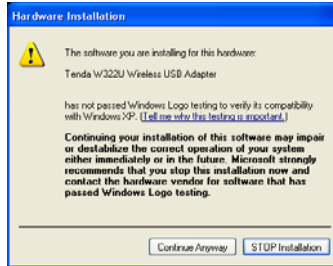 Hardware Installation
The software you are installing for this hardware:
Tenda W322U Wireless USB Adapter
has not passed Windows Logo testing to verify its compatibility
with Windows XP. (Tell me why this testing is important.)
Continuing your installation of this software may impair
or destabilize the correct operation of your system
either immediately or in the future. Microsoft strongly
recommends that you stop this installation now and
contact the hardware vendor for software that has
passed Windows Logo testing.
Continue Anyway
STOP Installation